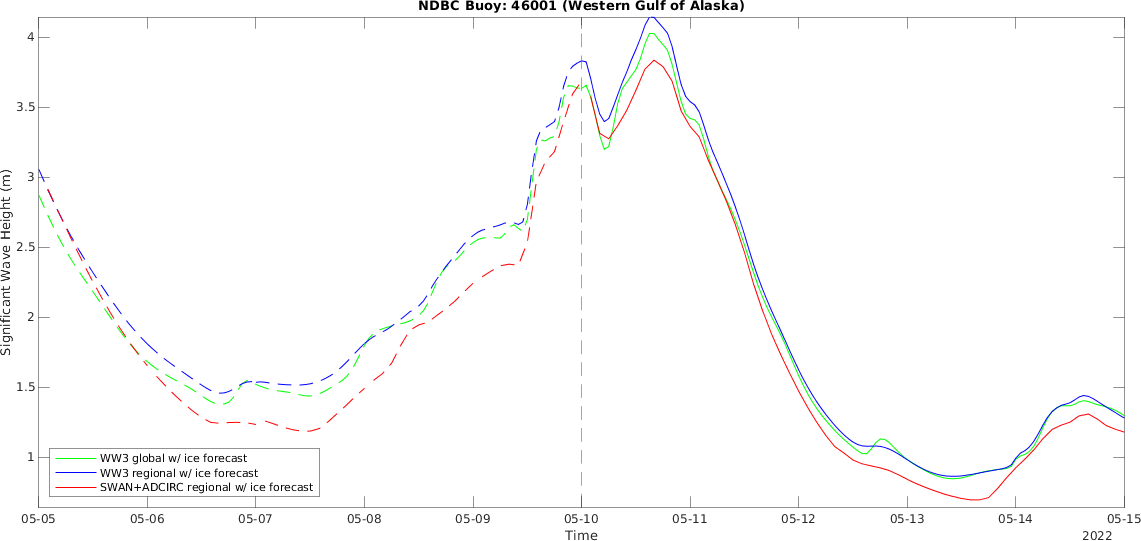 NDBC Buoy: 46001 (Western Gulf of Alaska)
4
3.5
3
2.5
2
1.5
1
Significant Wave Height (m)
WW3 global w/ ice forecast
WW3 regional w/ ice forecast
SWAN+ADCIRC regional w/ ice forecast
05-05 05-06 05-07 05-08 05-09 05-10 05-11 05-12 05-13 05-14 05-15
Time
2022